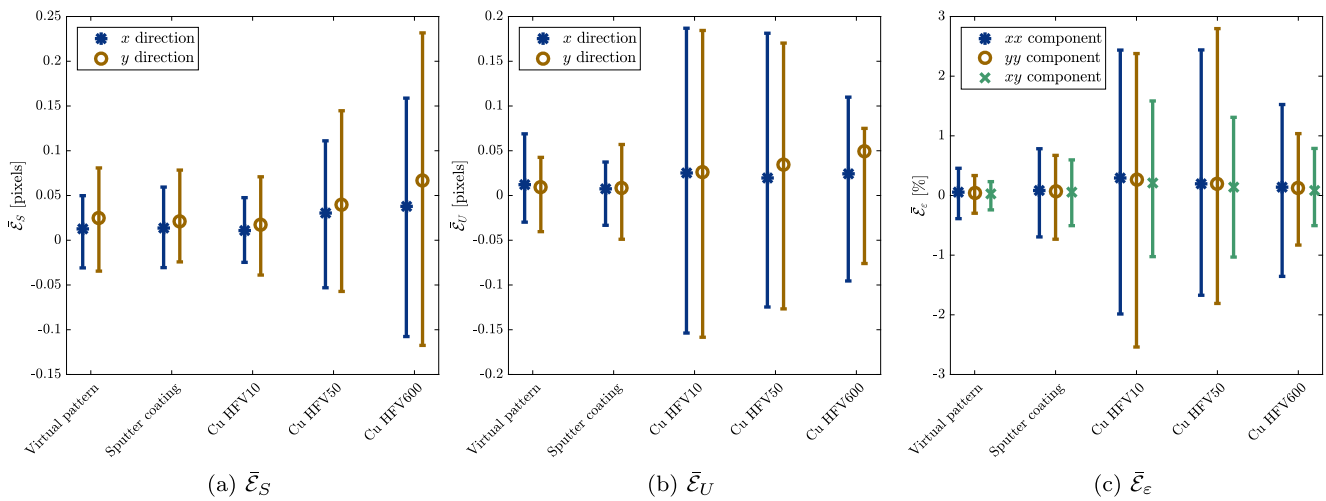 0.25
0.2
0.15
0.1
0.05
0
-0.05
-0.1
-0.15
ℰ̄_S [pixels]
x direction
y direction
Virtual pattern
Sputter coating
Cu HFV10
Cu HFV50
Cu HFV600
(a) ℰ̄_S
0.2
0.15
0.1
0.05
0
-0.05
-0.1
-0.15
-0.2
ℰ̄_U [pixels]
x direction
y direction
Virtual pattern
Sputter coating
Cu HFV10
Cu HFV50
Cu HFV600
(b) ℰ̄_U
3
2
1
0
-1
-2
-3
ℰ̄_ε [%]
xx component
yy component
xy component
Virtual pattern
Sputter coating
Cu HFV10
Cu HFV50
Cu HFV600
(c) ℰ̄_ε